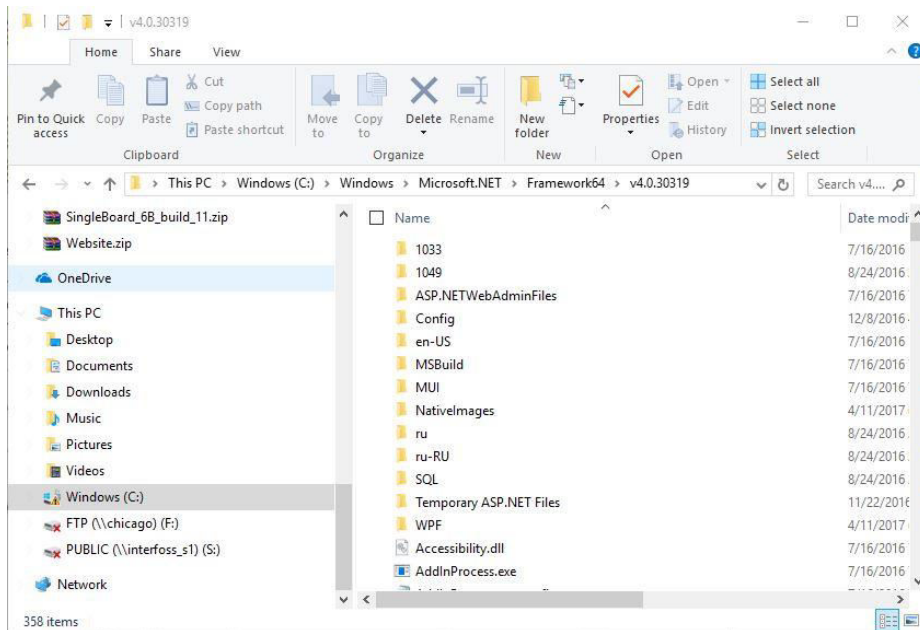 v4.0.30319
Home Share View
Pin to Quick access
Copy
Paste
Cut
Copy path
Paste shortcut
Move to
Copy to
Delete
Rename
New folder
Properties
Open
Edit
History
Select all
Select none
Invert selection
Clipboard Organize New Open Select
This PC > Windows (C:) > Windows > Microsoft.NET > Framework64 > v4.0.30319
Search v4....
SingleBoard_6B_build_11.zip
Website.zip
OneDrive
This PC
Desktop
Documents
Downloads
Music
Pictures
Videos
Windows (C:)
FTP (\\chicago) (F:)
PUBLIC (\\interfoss_s1) (S:)
Network
Name Date modi
1033 7/16/2016
1049 8/24/2016
ASP.NETWebAdminFiles 7/16/2016
Config 12/8/2016
en-US 7/16/2016
MSBuild 7/16/2016
MUI 7/16/2016
NativeImages 4/11/2017
ru 8/24/2016
ru-RU 8/24/2016
SQL 8/24/2016
Temporary ASP.NET Files 11/22/2016
WPF 4/11/2017
Accessibility.dll 7/16/2016
AddInProcess.exe 7/16/2016
358 items